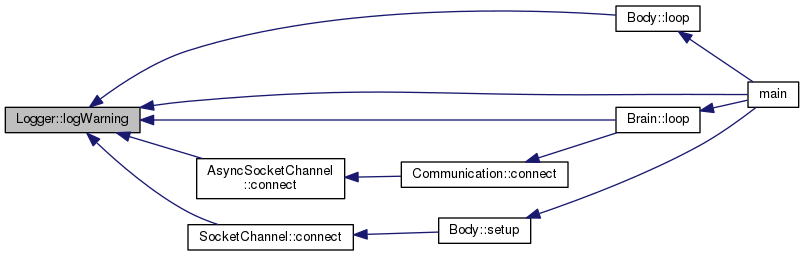 Body::loop
main
Logger::logWarning
Brain::loop
AsyncSocketChannel
::connect
Communication::connect
SocketChannel::connect
Body::setup